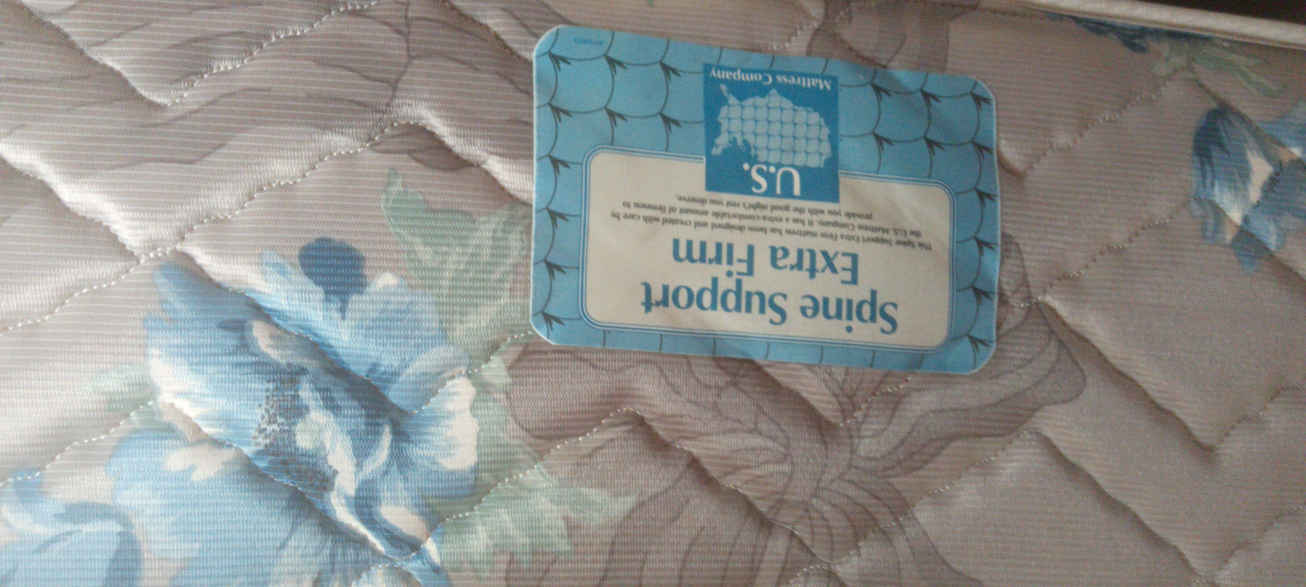 U.S.
Mattress Company
Spine Support
Extra Firm
This Spine Support Extra Firm mattress has been designed and created with care by
the U.S. Mattress Company. It has a extra comfortable amount of firmness to
provide you with the good night's rest you deserve.